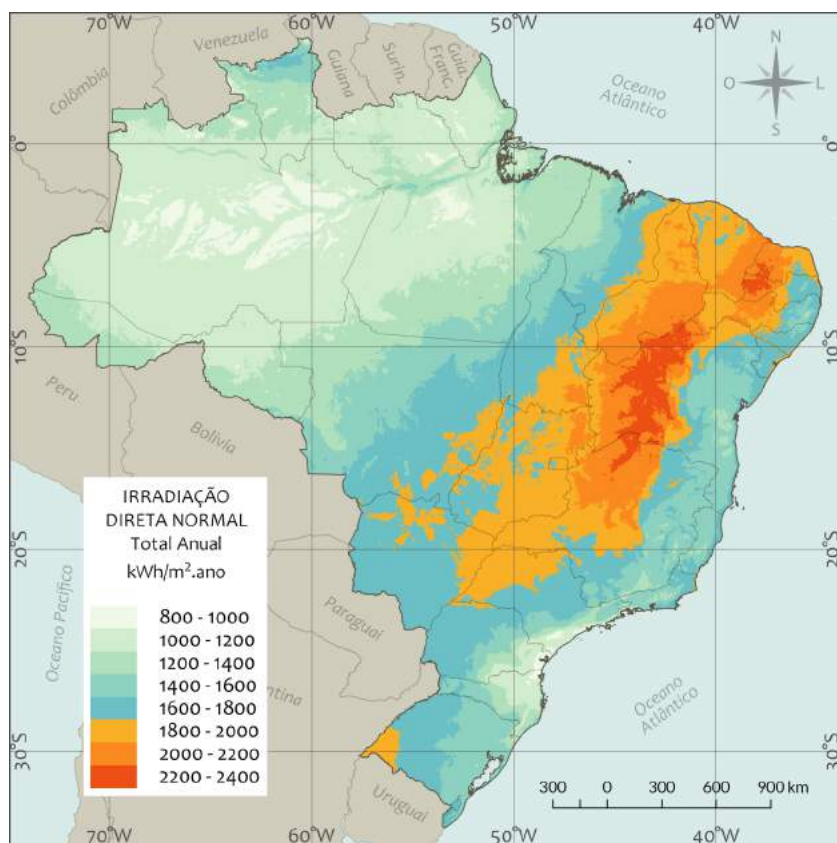 70°W
60°W
50°W
40°W
Venezuela
Colômbia
Guiana
Surin.
Guia.
Franc.
Oceano
Atlântico
N
O
L
S
0°
0°
10°S
10°S
Peru
Bolívia
20°S
20°S
Oceano Pacífico
Paraguai
IRRADIAÇÃO
DIRETA NORMAL
Total Anual
kWh/m².ano
800 - 1000
1000 - 1200
1200 - 1400
1400 - 1600
1600 - 1800
1800 - 2000
2000 - 2200
2200 - 2400
ntina
Oceano
Atlântico
30°S
30°S
Uruguai
300 0 300 600 900 km
70°W
60°W
50°W
40°W